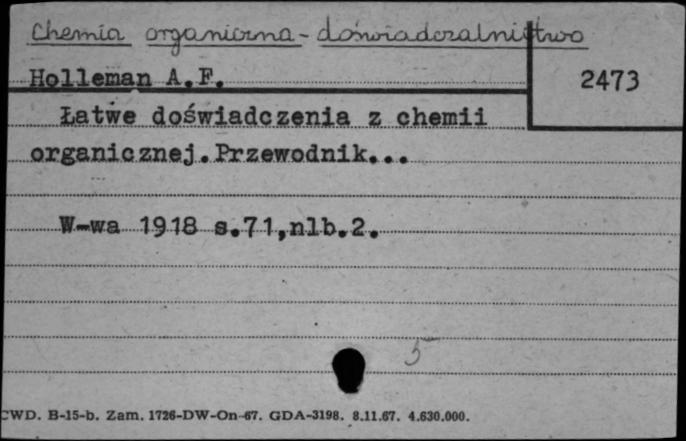 Chemia organiczna - doświadczalnictwo
Holleman A.F.
2473
Łatwe doświadczenia z chemii
organicznej.Przewodnik...
W-wa 1918 s.71,nlb.2.
5
CWD. B-15-b. Zam. 1726-DW-On-67. GDA-3198. 8.11.67. 4.630.000.